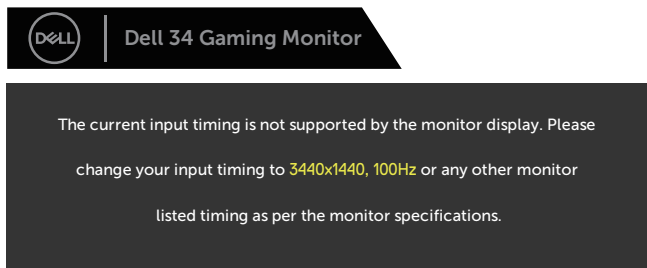 DELL
Dell 34 Gaming Monitor
The current input timing is not supported by the monitor display. Please
change your input timing to 3440x1440, 100Hz or any other monitor
listed timing as per the monitor specifications.